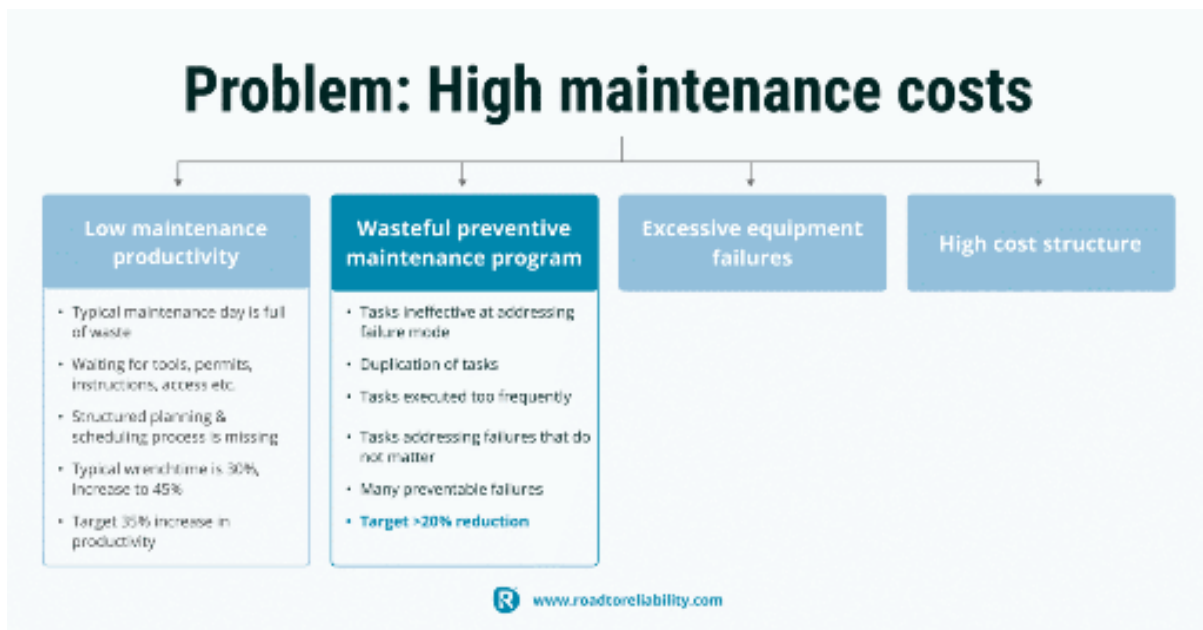 Problem: High maintenance costs
Low maintenance
productivity
• Typical maintenance day is full
of waste
• Waiting for tools, permits,
instructions, access etc.
• Structured planning &
scheduling process is missing
• Typical wrenchtime is 30%,
increase to 45%
• Target 35% increase in
productivity
Wasteful preventive
maintenance program
• Tasks ineffective at addressing
failure mode
• Duplication of tasks
• Tasks executed too frequently
• Tasks addressing failures that do
not matter
• Many preventable failures
• Target >20% reduction
Excessive equipment
failures
High cost structure
R www.roadtoreliability.com